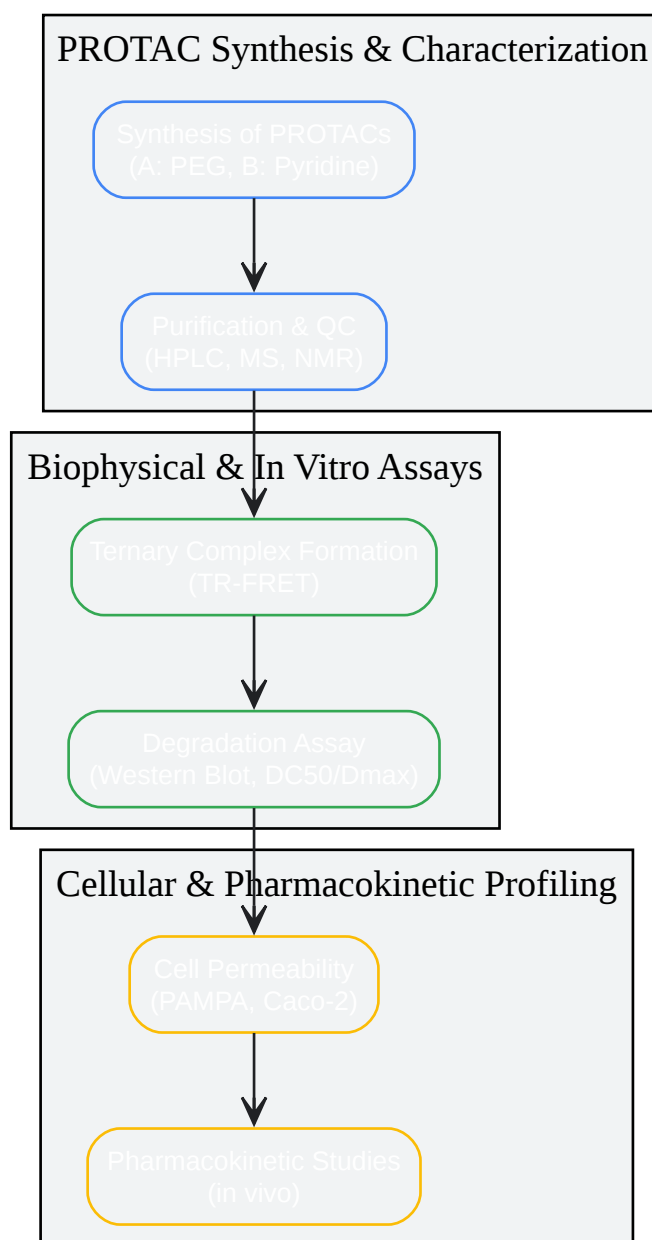 PROTAC Synthesis & Characterization
Synthesis of PROTACs
(A: PEG, B: Pyridine)
Purification & QC
(HPLC, MS, NMR)
Biophysical & In Vitro Assays
Ternary Complex Formation
(TR-FRET)
Degradation Assay
(Western Blot, DC50/Dmax)
Cellular & Pharmacokinetic Profiling
Cell Permeability
(PAMPA, Caco-2)
Pharmacokinetic Studies
(in vivo)